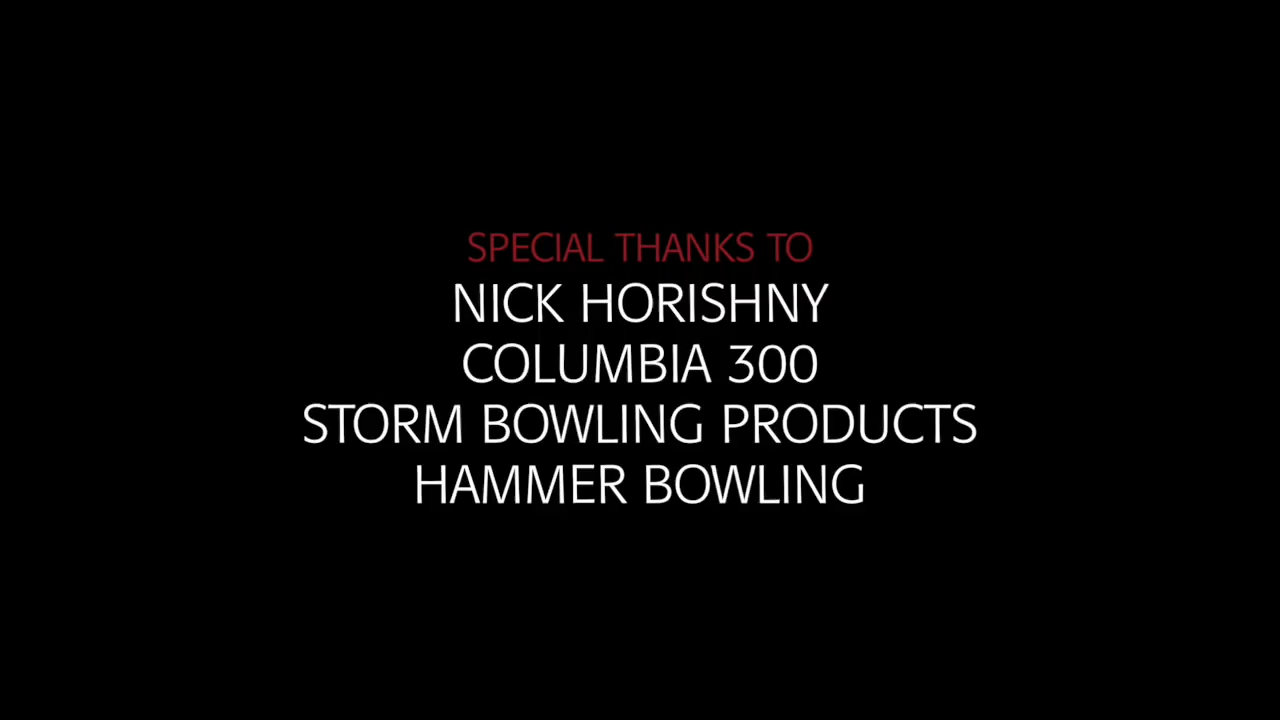 SPECIAL THANKS TO
NICK HORISHNY
COLUMBIA 300
STORM BOWLING PRODUCTS
HAMMER BOWLING